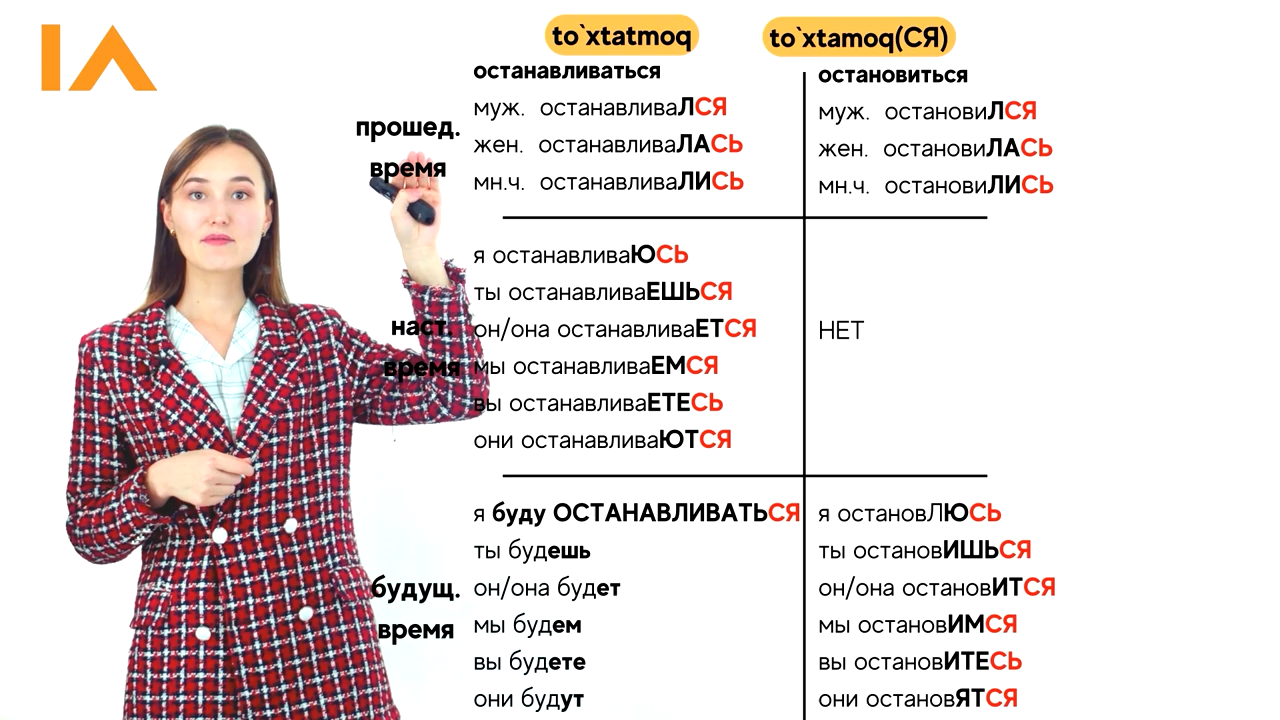 to`xtatmoq
to`xtamoq(СЯ)
останавливаться
остановиться
прошед.
время
муж. останавливаЛСЯ
жен. останавливаЛАСЬ
мн.ч. останавливаЛИСЬ
муж. остановиЛСЯ
жен. остановиЛАСЬ
мн.ч. остановиЛИСЬ
наст.
время
я останавливаЮСЬ
ты останавливаЕШЬСЯ
он/она останавливаЕТСЯ
мы останавливаЕМСЯ
вы останавливаЕТЕСЬ
они останавливаЮТСЯ
НЕТ
будущ.
время
я буду ОСТАНАВЛИВАТЬСЯ
ты будешь
он/она будет
мы будем
вы будете
они будут
я остановЛЮСЬ
ты остановИШЬСЯ
он/она остановИТСЯ
мы остановИМСЯ
вы остановИТЕСЬ
они остановЯТСЯ